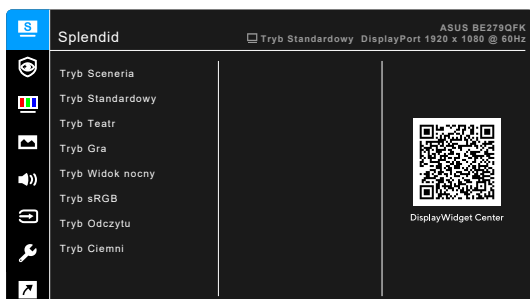 S
ASUS BE279QFK
Splendid
Tryb Standardowy DisplayPort 1920 x 1080 @ 60Hz
Tryb Sceneria
Tryb Standardowy
Tryb Teatr
Tryb Gra
Tryb Widok nocny
Tryb sRGB
Tryb Odczytu
Tryb Ciemni
DisplayWidget Center